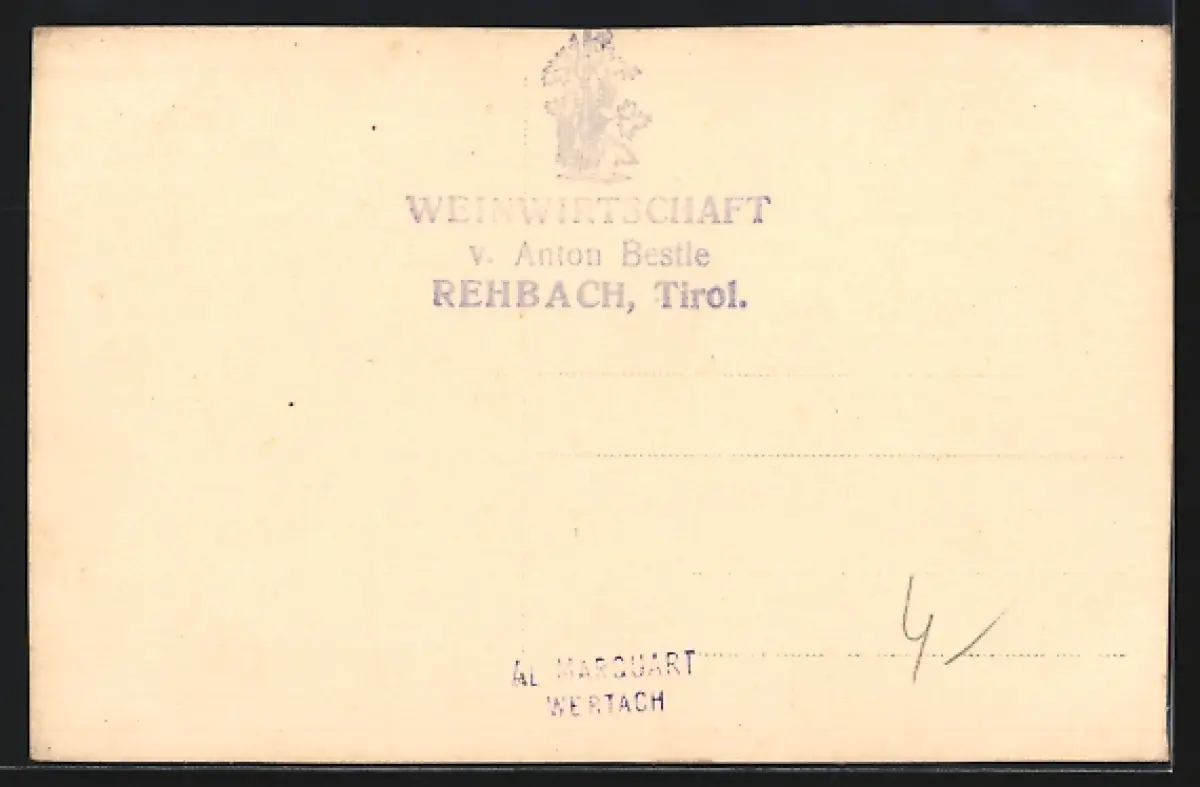 WEINWIRTSCHAFT
v. Anton Bestle
REHBACH, Tirol.
4
AL MARQUART
WERTACH